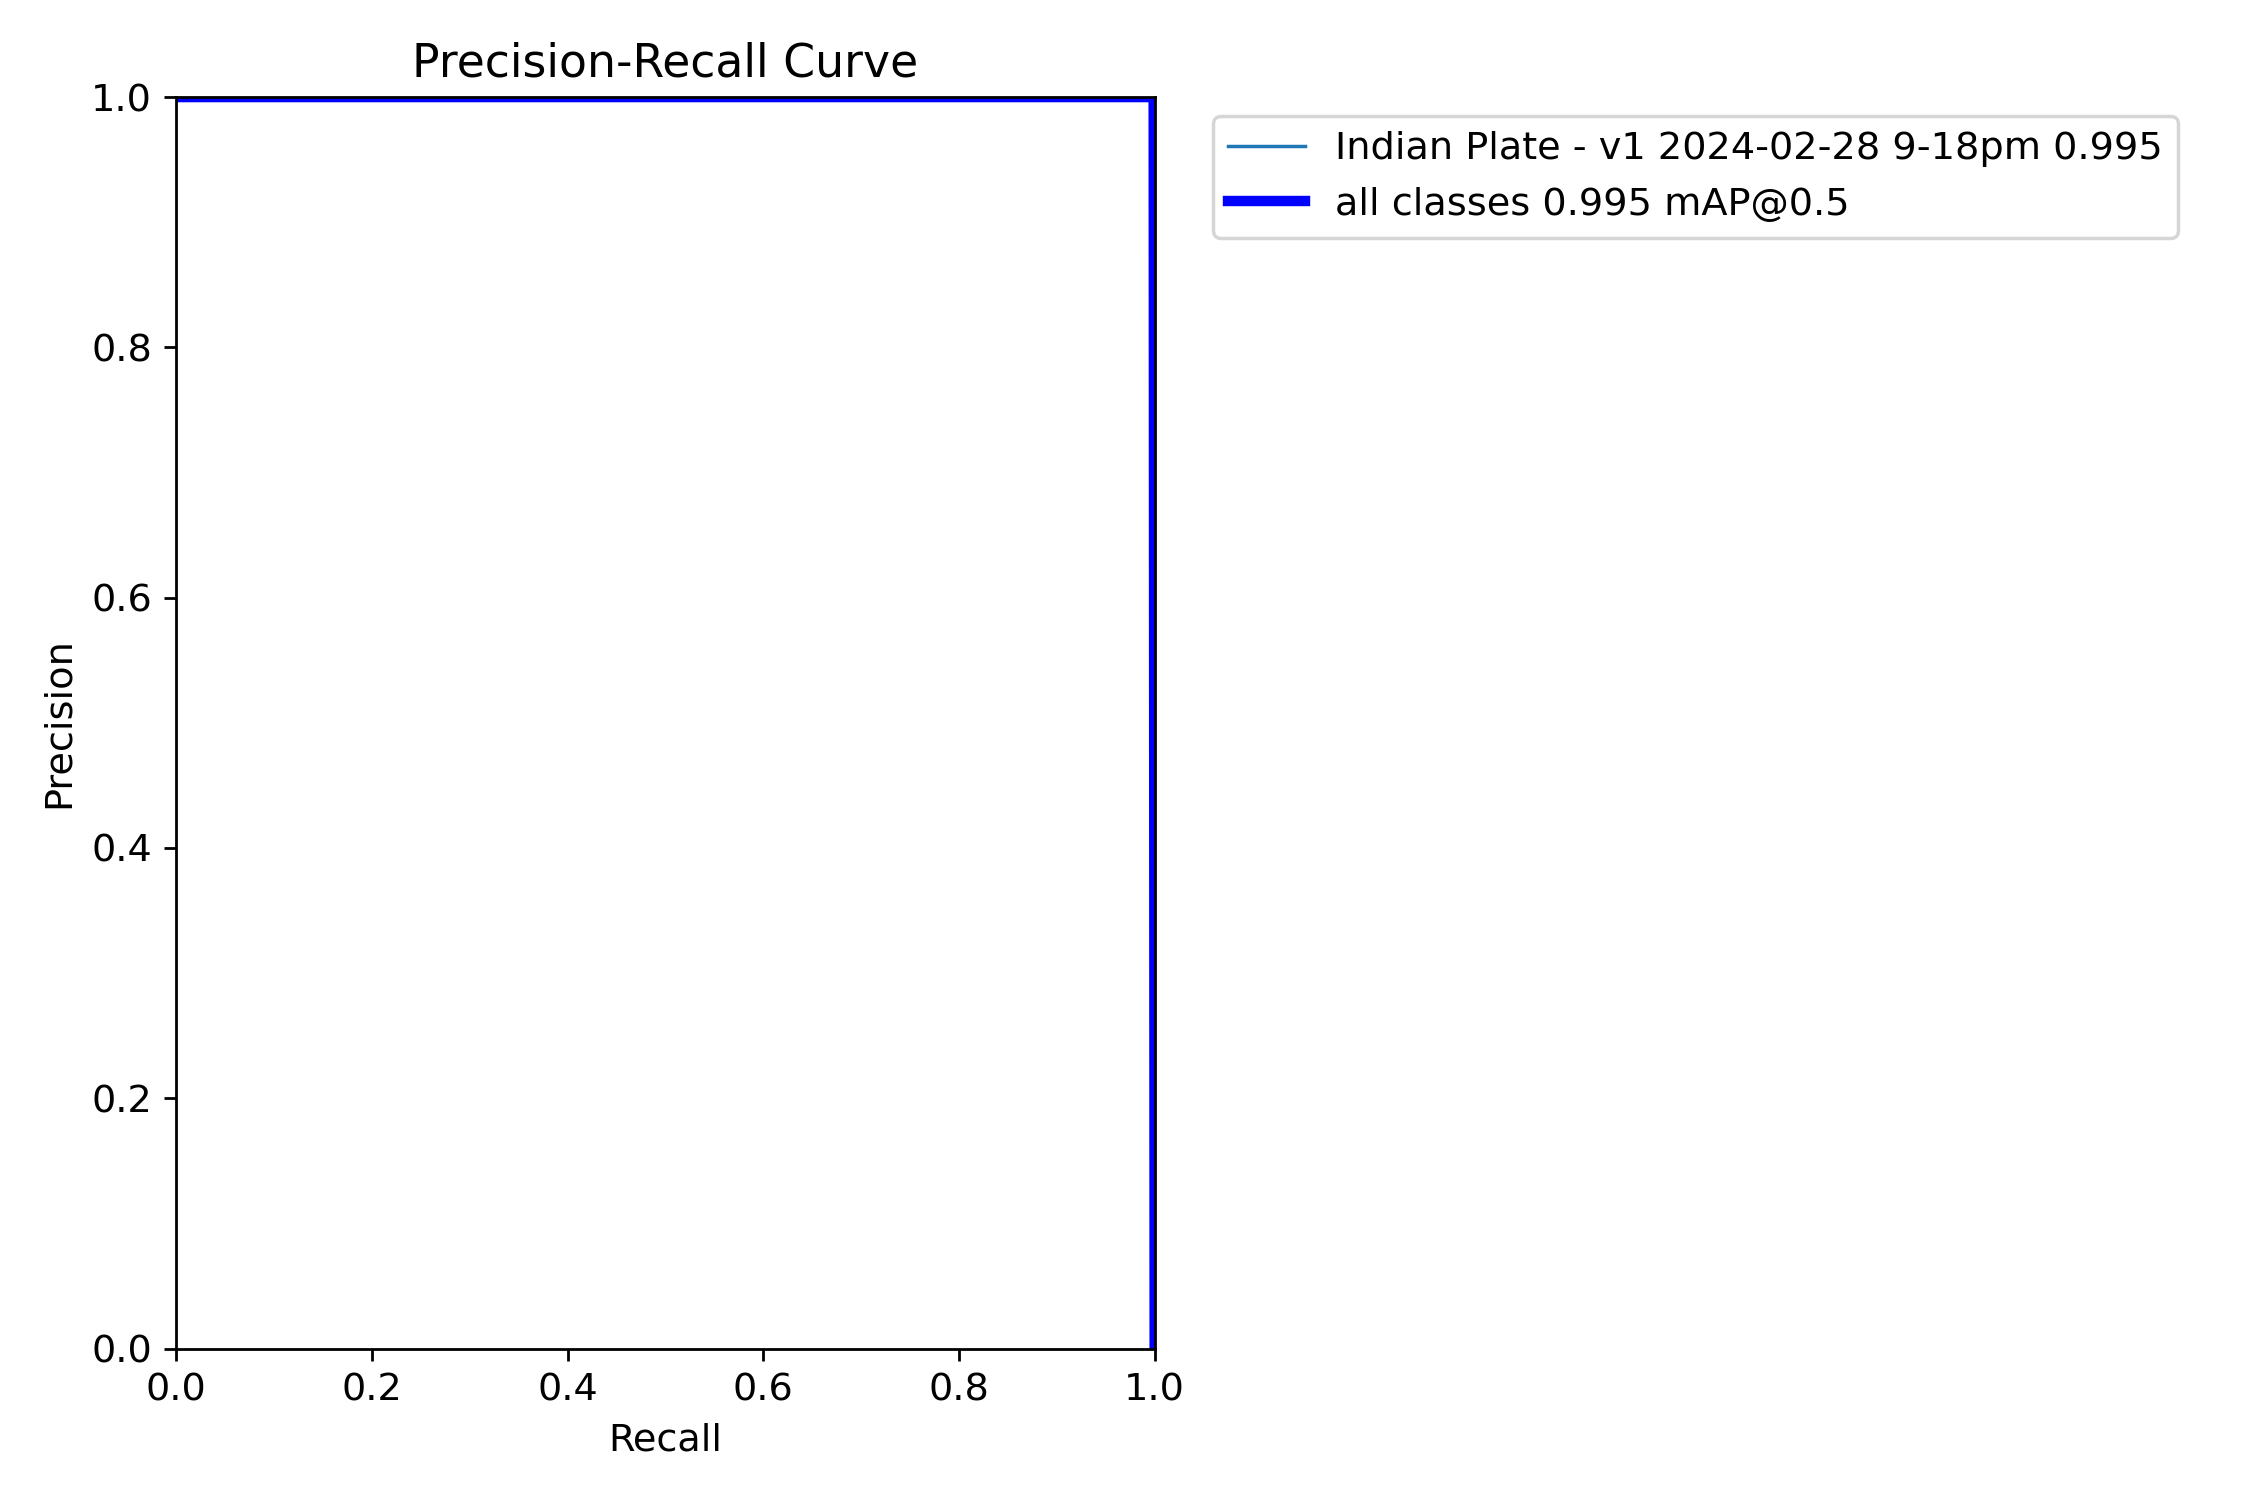 Precision-Recall Curve
1.0
0.8
0.6
0.4
0.2
0.0
Precision
0.0 0.2 0.4 0.6 0.8 1.0
Recall
Indian Plate - v1 2024-02-28 9-18pm 0.995
all classes 0.995 mAP@0.5